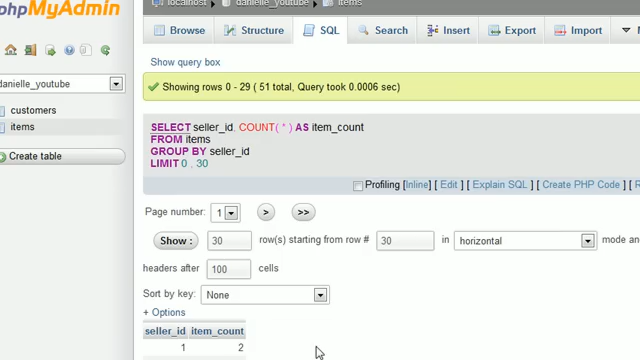 phpMyAdmin
localhost danielle_youtube items
Browse Structure SQL Search Insert Export Import
Show query box
danielle_youtube
Showing rows 0 - 29 ( 51 total, Query took 0.0006 sec)
customers
items
SELECT seller_id, COUNT( * ) AS item_count
FROM items
GROUP BY seller_id
LIMIT 0 , 30
Create table
Profiling [Inline] [ Edit ] [ Explain SQL ] [ Create PHP Code ] [
Page number: 1 > >>
Show : 30 row(s) starting from row # 30 in horizontal mode and
headers after 100 cells
Sort by key: None
+ Options
seller_id item_count
1 2